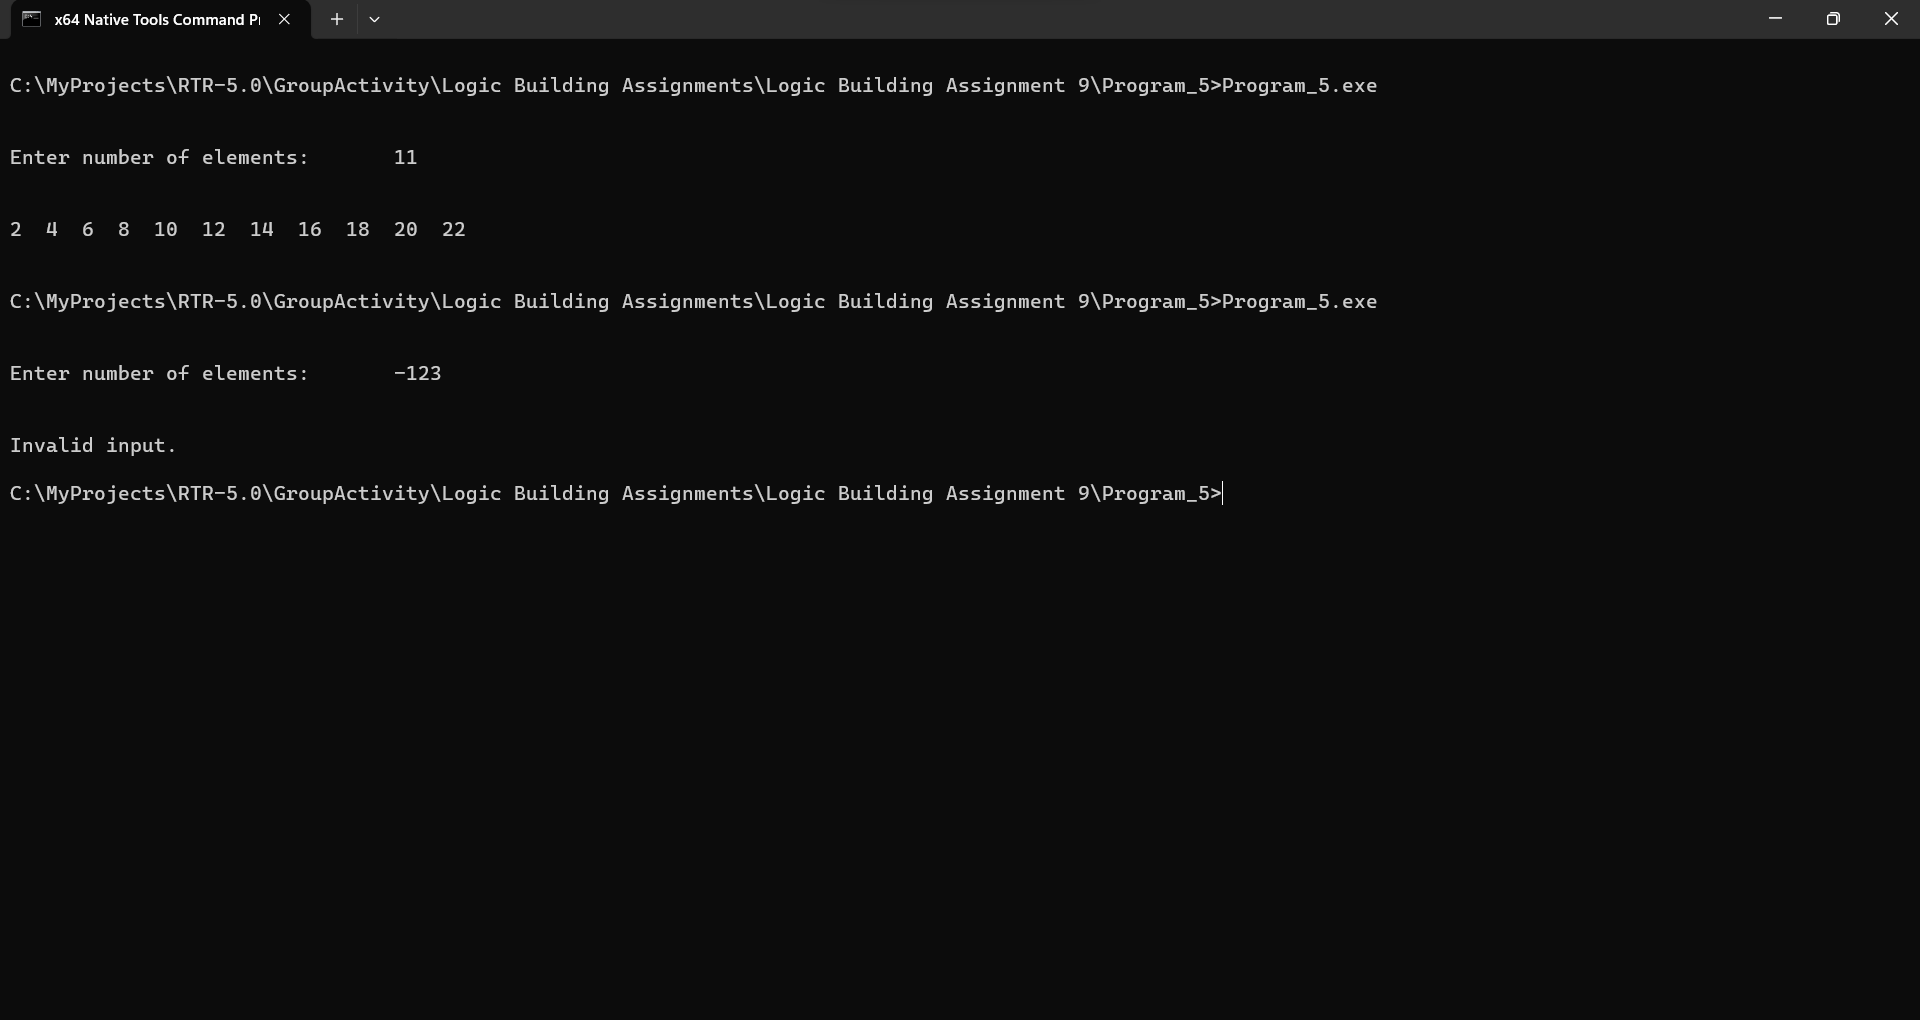 x64 Native Tools Command P
C:\MyProjects\RTR-5.0\GroupActivity\Logic Building Assignments\Logic Building Assignment 9\Program_5>Program_5.exe
Enter number of elements:       11
2  4  6  8  10  12  14  16  18  20  22
C:\MyProjects\RTR-5.0\GroupActivity\Logic Building Assignments\Logic Building Assignment 9\Program_5>Program_5.exe
Enter number of elements:       -123
Invalid input.
C:\MyProjects\RTR-5.0\GroupActivity\Logic Building Assignments\Logic Building Assignment 9\Program_5>